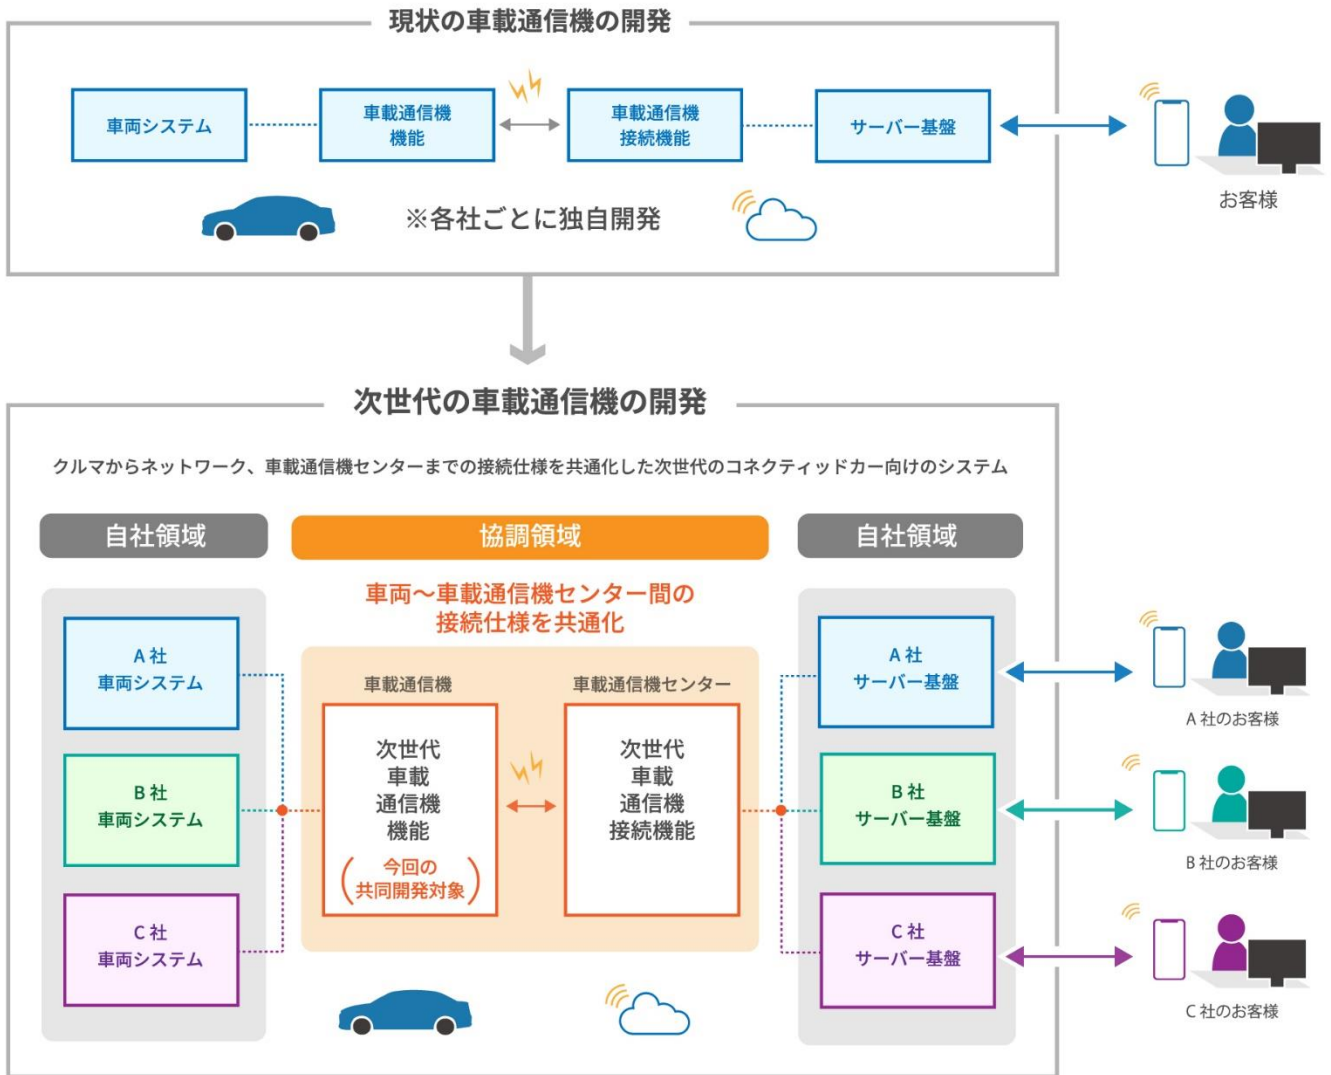 現状の車載通信機の開発
車両システム
車載通信機
機能
車載通信機
接続機能
サーバー基盤
お客様
※各社ごとに独自開発
次世代の車載通信機の開発
クルマからネットワーク、車載通信機センターまでの接続仕様を共通化した次世代のコネクティッドカー向けのシステム
自社領域
協調領域
自社領域
車両〜車載通信機センター間の
接続仕様を共通化
A 社
車両システム
B 社
車両システム
C 社
車両システム
車載通信機
次世代
車載
通信機
機能
(今回の
共同開発対象)
車載通信機センター
次世代
車載
通信機
接続機能
A 社
サーバー基盤
B 社
サーバー基盤
C 社
サーバー基盤
A 社のお客様
B 社のお客様
C 社のお客様